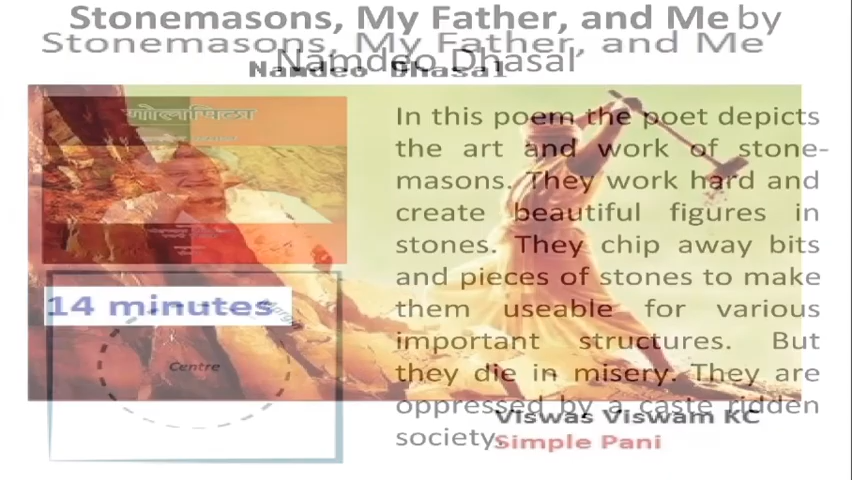 Stonemasons, My Father, and Me by
Stonemasons, My Father, and Me
Namdeo Dhasal
Namdeo Dhasal
गोलपिठा
In this poem the poet depicts
the art and work of stone-
masons. They work hard and
create beautiful figures in
stones. They chip away bits
and pieces of stones to make
them useable for various
important structures. But
they die in misery. They are
oppressed by a caste ridden
society.
14 minutes
Centre
Viswas Viswam KC
Simple Pani